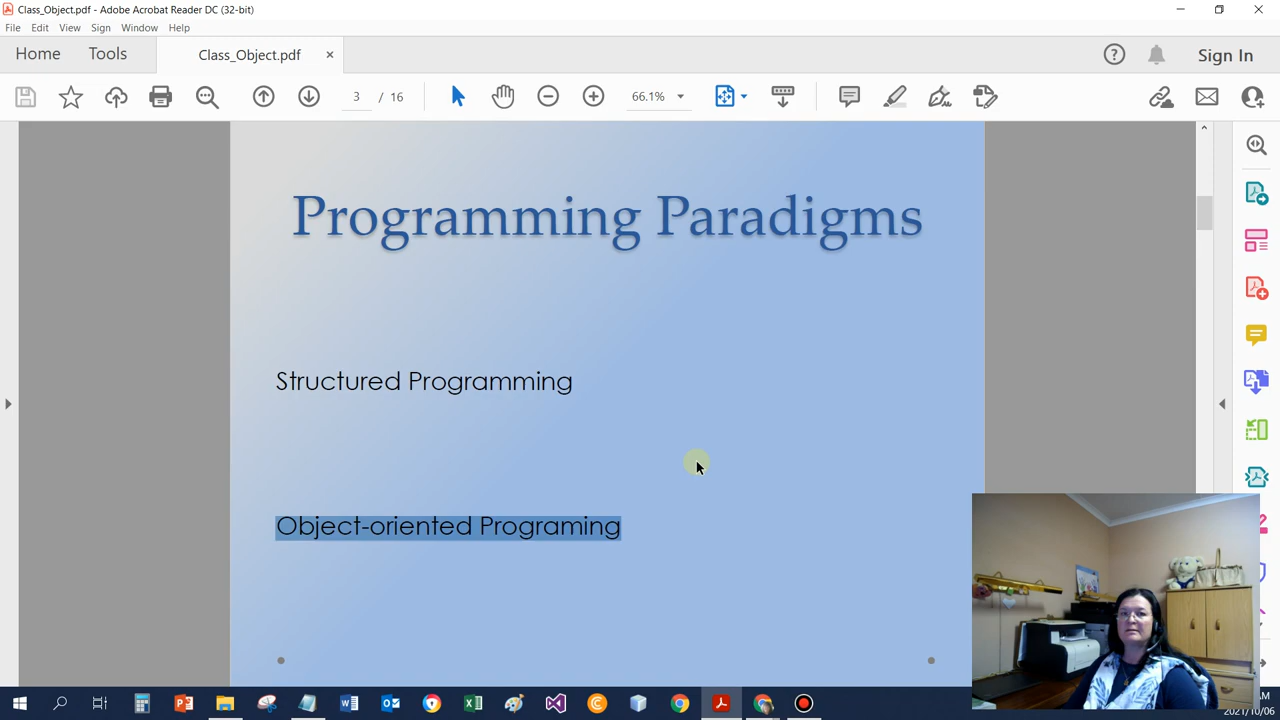 Class_Object.pdf - Adobe Acrobat Reader DC (32-bit)
File Edit View Sign Window Help
Home Tools Class_Object.pdf × Sign In
3 / 16 66.1%
Programming Paradigms
Structured Programming
Object-oriented Programing
AM
2021/10/06